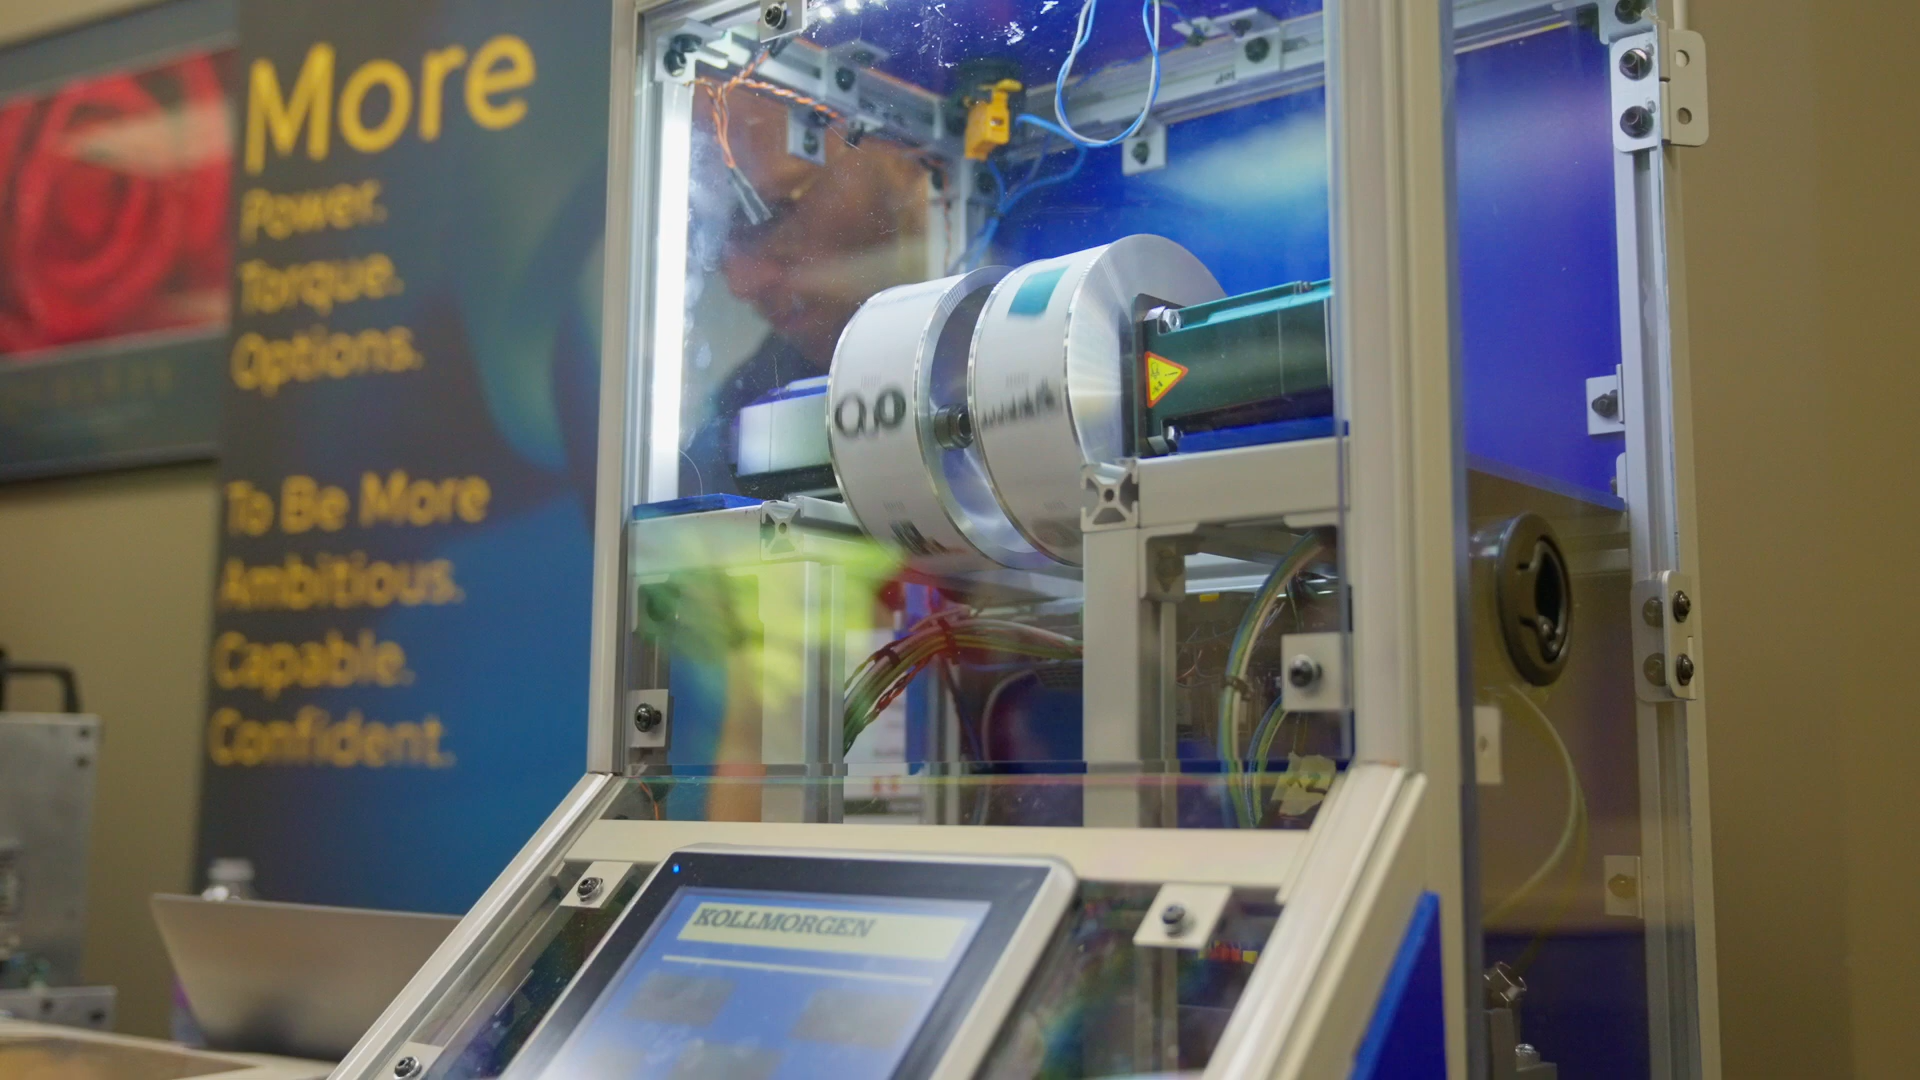 More
Power.
Torque.
Options.
To Be More
Ambitious.
Capable.
Confident.
KOLLMORGEN